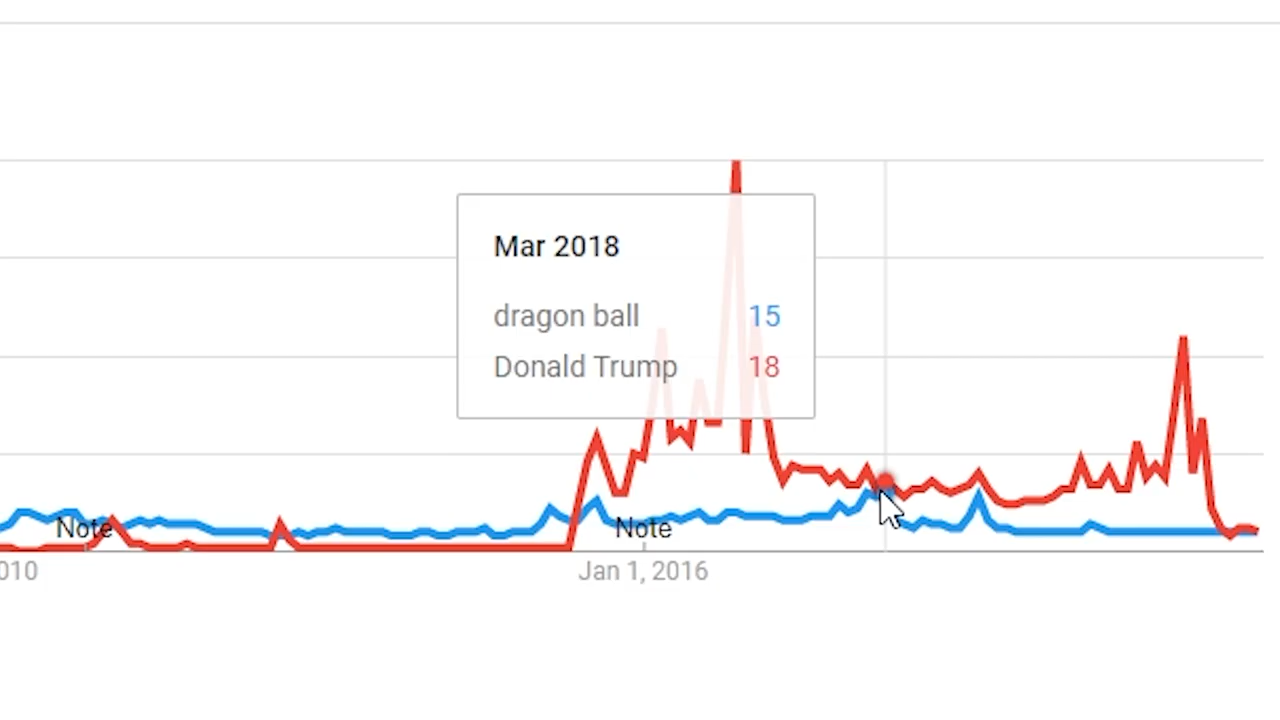 Mar 2018
dragon ball 15
Donald Trump 18
Note Note
010 Jan 1, 2016